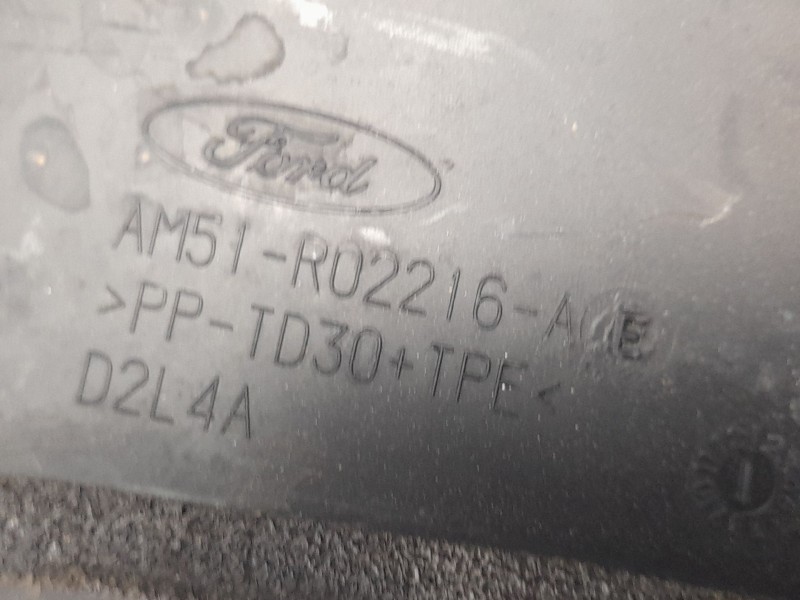 Ford
AM51-R02216-A E
>PP-TD30+TPE<
D2L4A